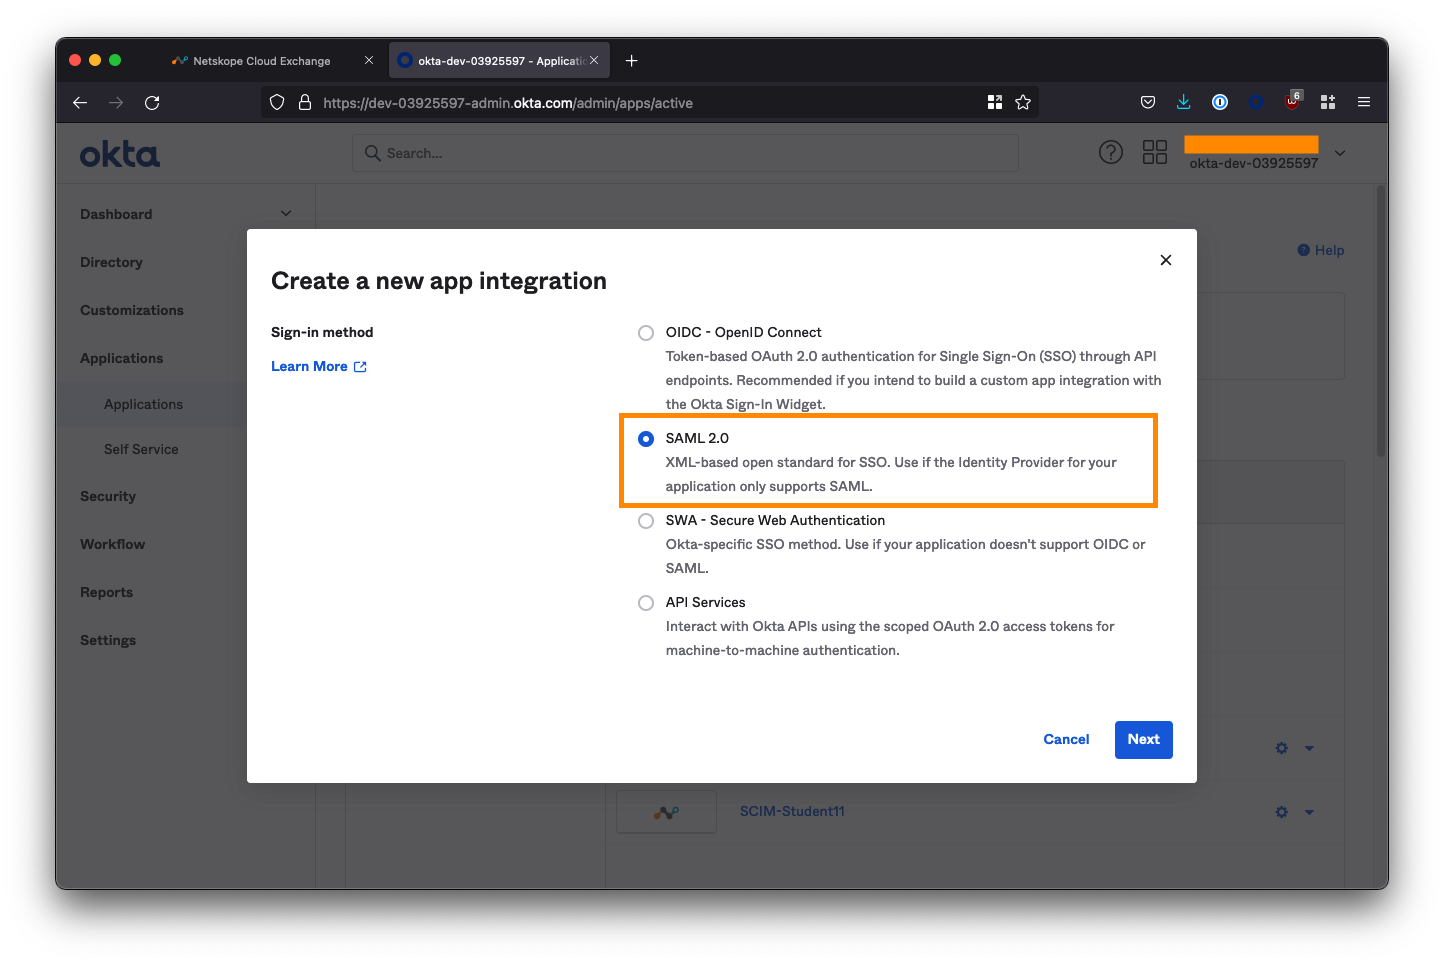 Netskope Cloud Exchange
okta-dev-03925597 - Applicatio
https://dev-03925597-admin.okta.com/admin/apps/active
6
okta
Search...
okta-dev-03925597
Dashboard
Directory
Customizations
Applications
Applications
Self Service
Security
Workflow
Reports
Settings
Help
Create a new app integration
Sign-in method
Learn More
OIDC - OpenID Connect
Token-based OAuth 2.0 authentication for Single Sign-On (SSO) through API
endpoints. Recommended if you intend to build a custom app integration with
the Okta Sign-In Widget.
SAML 2.0
XML-based open standard for SSO. Use if the Identity Provider for your
application only supports SAML.
SWA - Secure Web Authentication
Okta-specific SSO method. Use if your application doesn't support OIDC or
SAML.
API Services
Interact with Okta APIs using the scoped OAuth 2.0 access tokens for
machine-to-machine authentication.
Cancel
Next
SCIM-Student11